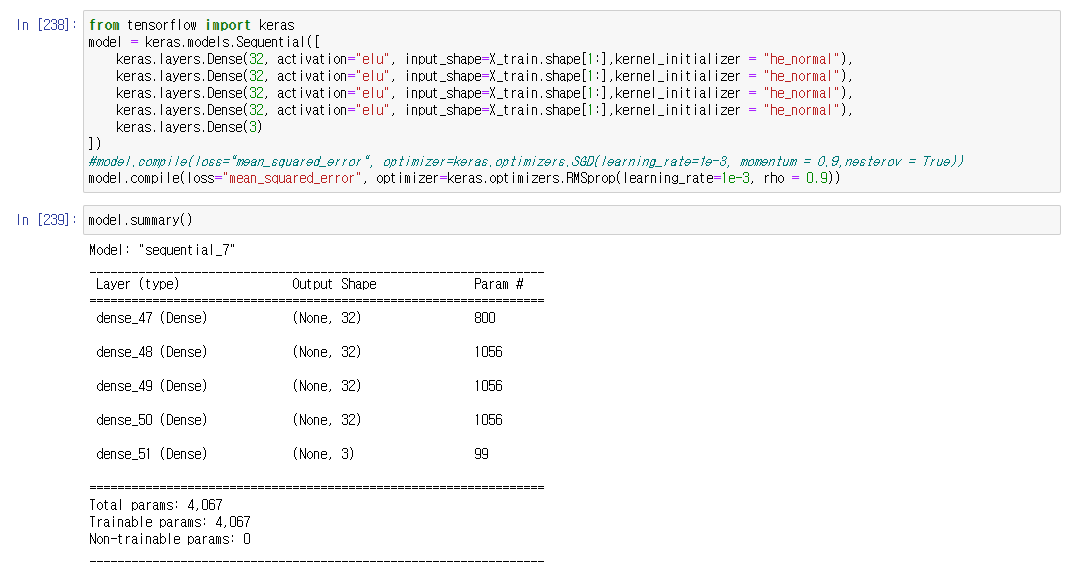 In [238]: from tensorflow import keras
model = keras.models.Sequential([
    keras.layers.Dense(32, activation="elu", input_shape=X_train.shape[1:],kernel_initializer = "he_normal"),
    keras.layers.Dense(32, activation="elu", input_shape=X_train.shape[1:],kernel_initializer = "he_normal"),
    keras.layers.Dense(32, activation="elu", input_shape=X_train.shape[1:],kernel_initializer = "he_normal"),
    keras.layers.Dense(32, activation="elu", input_shape=X_train.shape[1:],kernel_initializer = "he_normal"),
    keras.layers.Dense(3)
])
#model.compile(loss="mean_squared_error", optimizer=keras.optimizers.SGD(learning_rate=1e-3, momentum = 0.9,nesterov = True))
model.compile(loss="mean_squared_error", optimizer=keras.optimizers.RMSprop(learning_rate=1e-3, rho = 0.9))
In [239]: model.summary()
Model: "sequential_7"
_________________________________________________________________
Layer (type) Output Shape Param #
=================================================================
dense_47 (Dense) (None, 32) 800
dense_48 (Dense) (None, 32) 1056
dense_49 (Dense) (None, 32) 1056
dense_50 (Dense) (None, 32) 1056
dense_51 (Dense) (None, 3) 99
=================================================================
Total params: 4,067
Trainable params: 4,067
Non-trainable params: 0
_________________________________________________________________